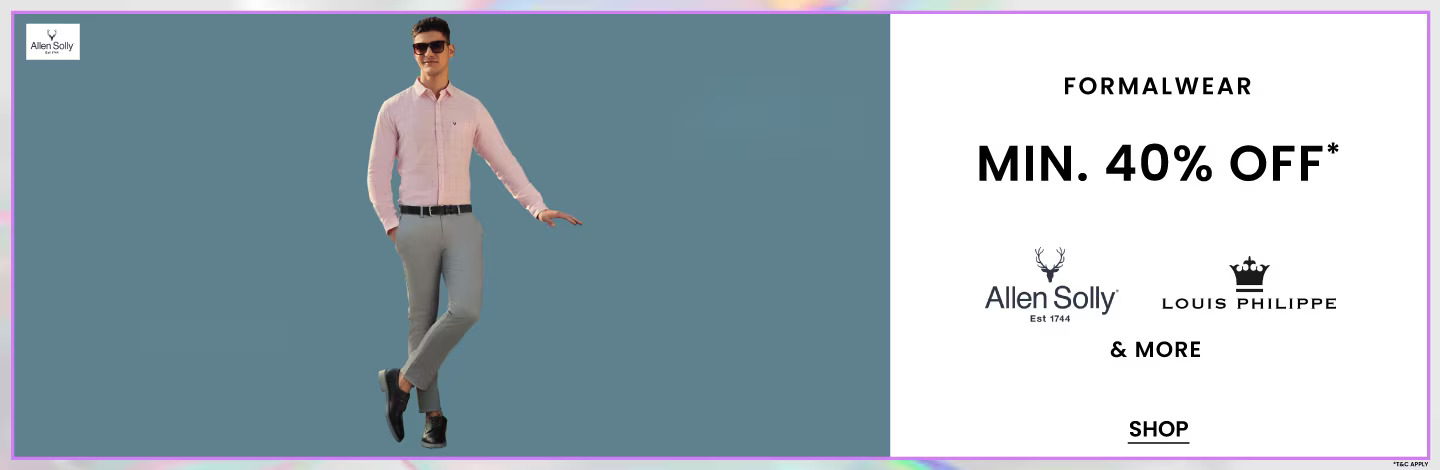 Allen Solly
Est 1744
FORMALWEAR
MIN. 40% OFF*
Allen Solly
Est 1744
LOUIS PHILIPPE
& MORE
SHOP
*T&C APPLY